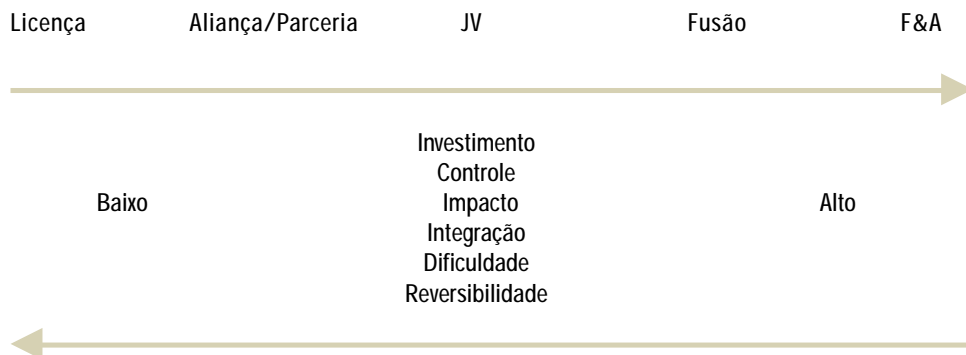 Licença Aliança/Parceria JV Fusão F&A
Investimento
Controle
Baixo Impacto Alto
Integração
Dificuldade
Reversibilidade